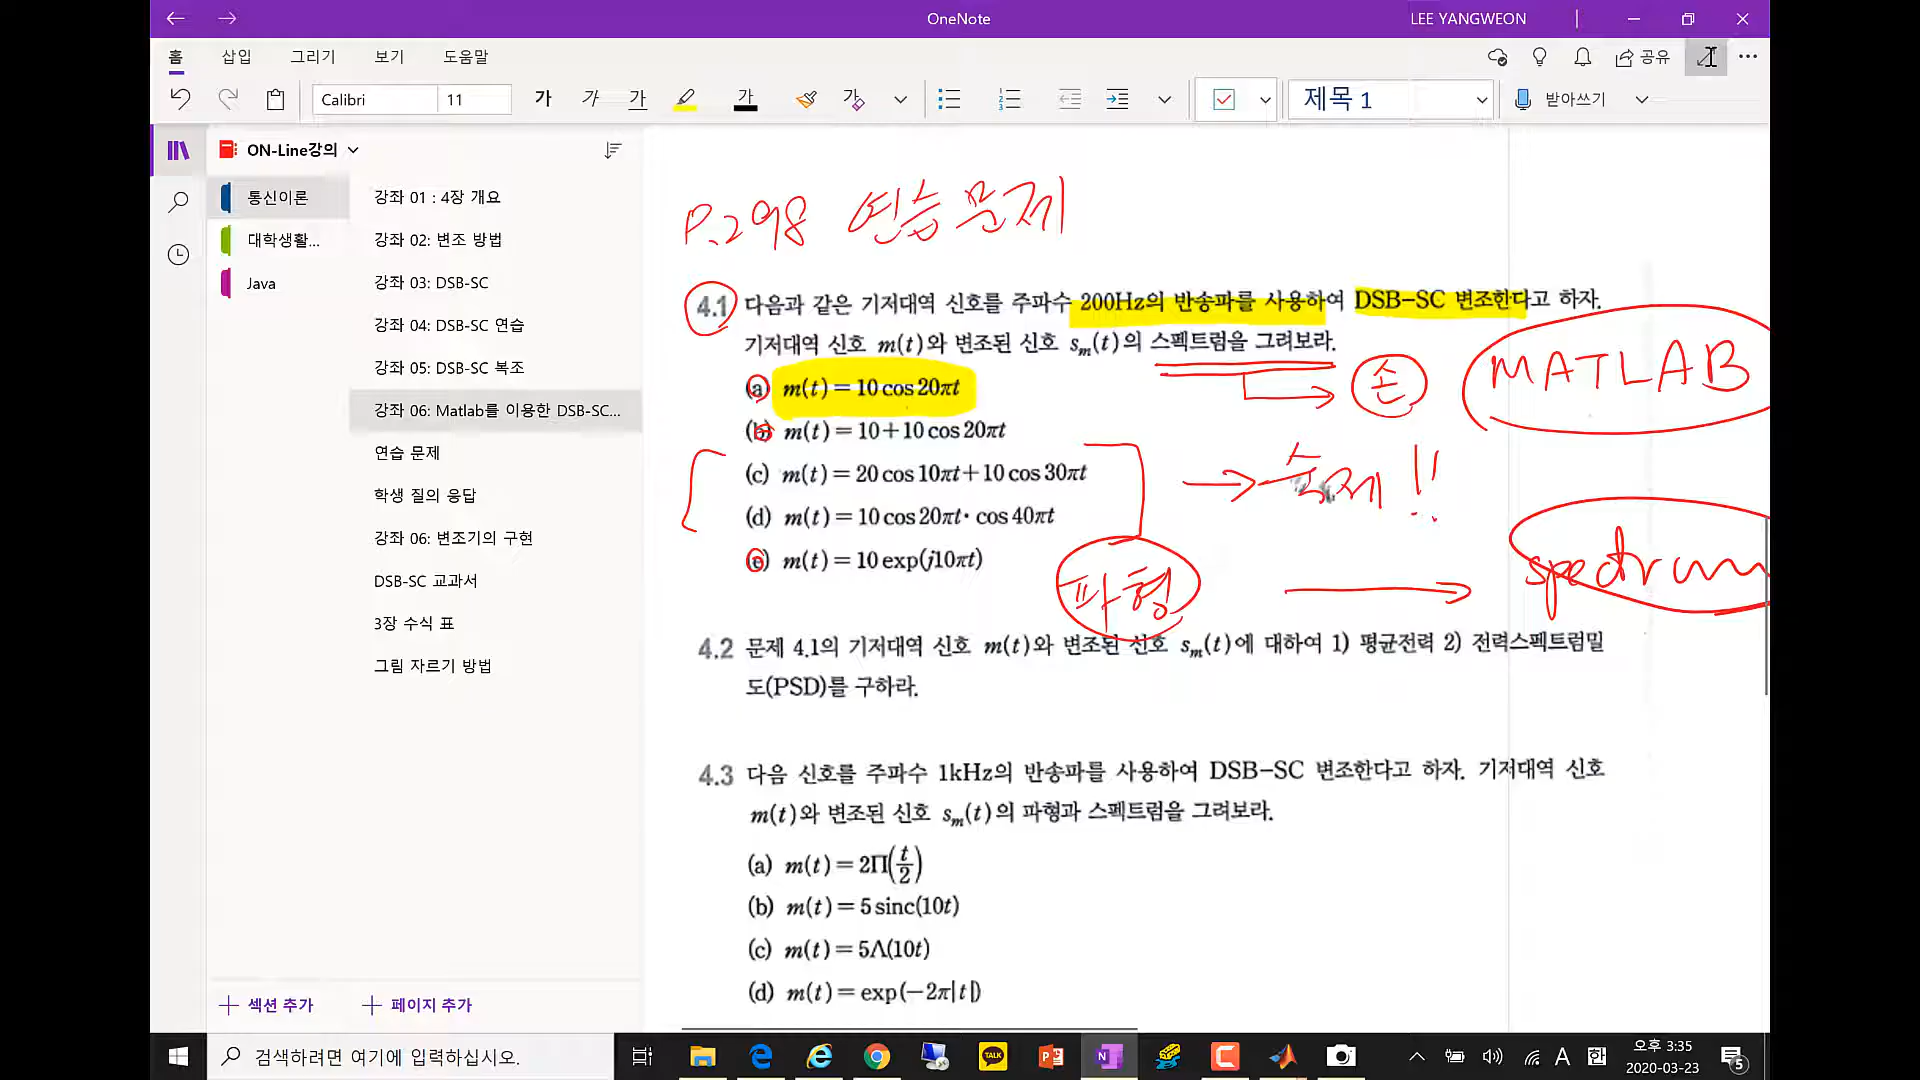 OneNote
LEE YANGWEON
홈 삽입 그리기 보기 도움말
공유
Calibri 11 가 가 가 가 가 제목 1 받아쓰기
ON-Line강의
통신이론
대학생활...
Java
강좌 01 : 4장 개요
강좌 02: 변조 방법
강좌 03: DSB-SC
강좌 04: DSB-SC 연습
강좌 05: DSB-SC 복조
강좌 06: Matlab를 이용한 DSB-SC...
연습 문제
학생 질의 응답
강좌 06: 변조기의 구현
DSB-SC 교과서
3장 수식 표
그림 자르기 방법
섹션 추가 페이지 추가
P.298 연습문제
4.1 다음과 같은 기저대역 신호를 주파수 200Hz의 반송파를 사용하여 DSB-SC 변조한다고 하자.
기저대역 신호 m(t)와 변조된 신호 sm(t)의 스펙트럼을 그려보라.
손 MATLAB
(a) m(t) = 10 cos 20πt
(b) m(t) = 10 + 10 cos 20πt
(c) m(t) = 20 cos 10πt + 10 cos 30πt
숙제 !!
(d) m(t) = 10 cos 20πt · cos 40πt
(e) m(t) = 10 exp(j10πt)
파형 spectrum
4.2 문제 4.1의 기저대역 신호 m(t)와 변조된 신호 sm(t)에 대하여 1) 평균전력 2) 전력스펙트럼밀
도(PSD)를 구하라.
4.3 다음 신호를 주파수 1kHz의 반송파를 사용하여 DSB-SC 변조한다고 하자. 기저대역 신호
m(t)와 변조된 신호 sm(t)의 파형과 스펙트럼을 그려보라.
(a) m(t) = 2Π(t/2)
(b) m(t) = 5 sinc(10t)
(c) m(t) = 5Λ(10t)
(d) m(t) = exp(−2π|t|)
검색하려면 여기에 입력하십시오.
TALK
A 한
오후 3:35
2020-03-23
5